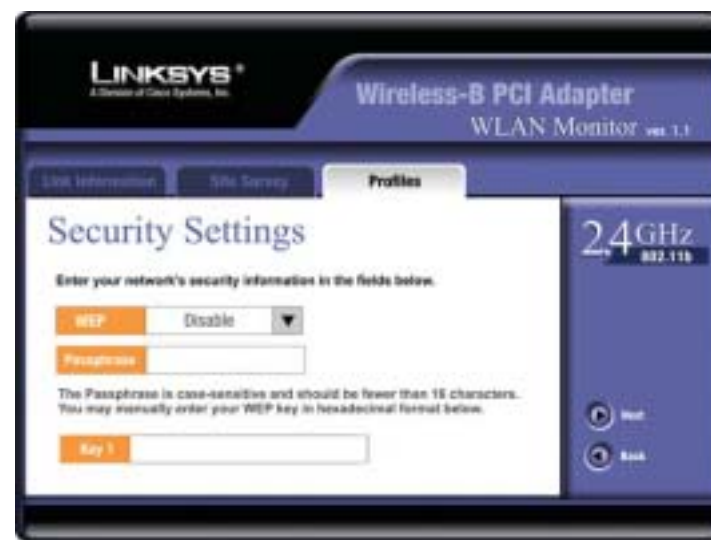 LINKSYS®
A Division of Cisco Systems, Inc.
Wireless-B PCI Adapter
WLAN Monitor ver. 1.1
Link Information
Site Survey
Profiles
Security Settings
2.4GHz
802.11b
Enter your network's security information in the fields below.
WEP
Disable
Passphrase
The Passphrase is case-sensitive and should be fewer than 16 characters.
You may manually enter your WEP key in hexadecimal format below.
Key 1
Next
Back